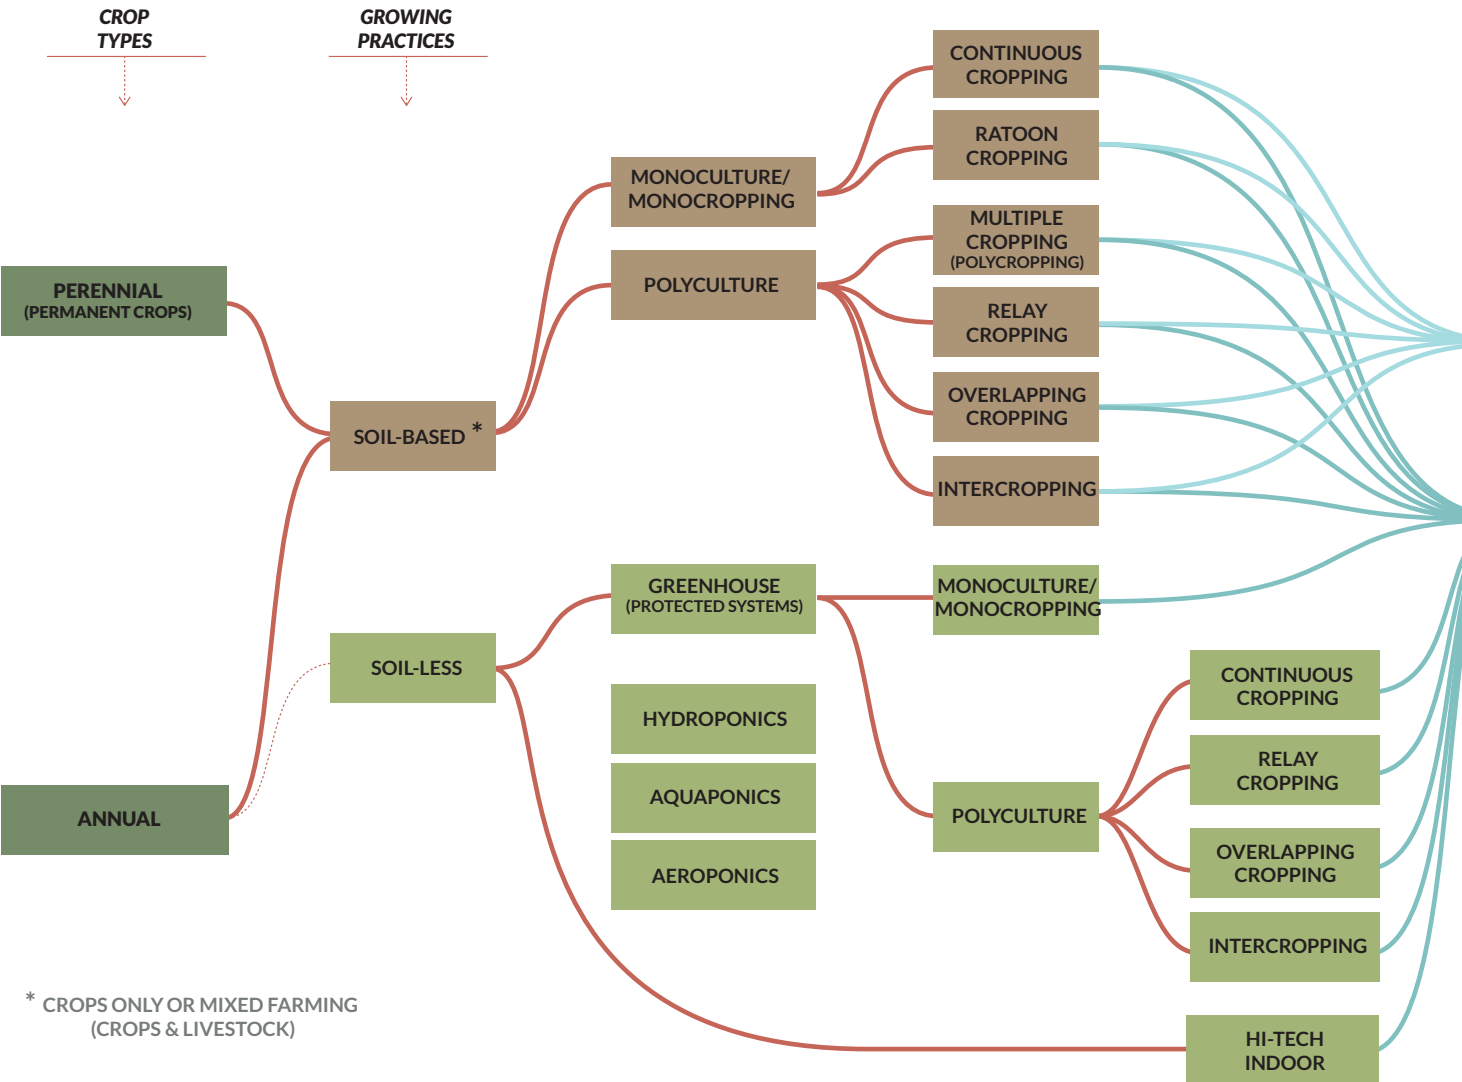 CROP
TYPES
GROWING
PRACTICES
PERENNIAL
(PERMANENT CROPS)
ANNUAL
SOIL-BASED *
SOIL-LESS
MONOCULTURE/
MONOCROPPING
POLYCULTURE
CONTINUOUS
CROPPING
RATOON
CROPPING
MULTIPLE
CROPPING
(POLYCROPPING)
RELAY
CROPPING
OVERLAPPING
CROPPING
INTERCROPPING
GREENHOUSE
(PROTECTED SYSTEMS)
HYDROPONICS
AQUAPONICS
AEROPONICS
MONOCULTURE/
MONOCROPPING
POLYCULTURE
CONTINUOUS
CROPPING
RELAY
CROPPING
OVERLAPPING
CROPPING
INTERCROPPING
HI-TECH
INDOOR
* CROPS ONLY OR MIXED FARMING
(CROPS & LIVESTOCK)